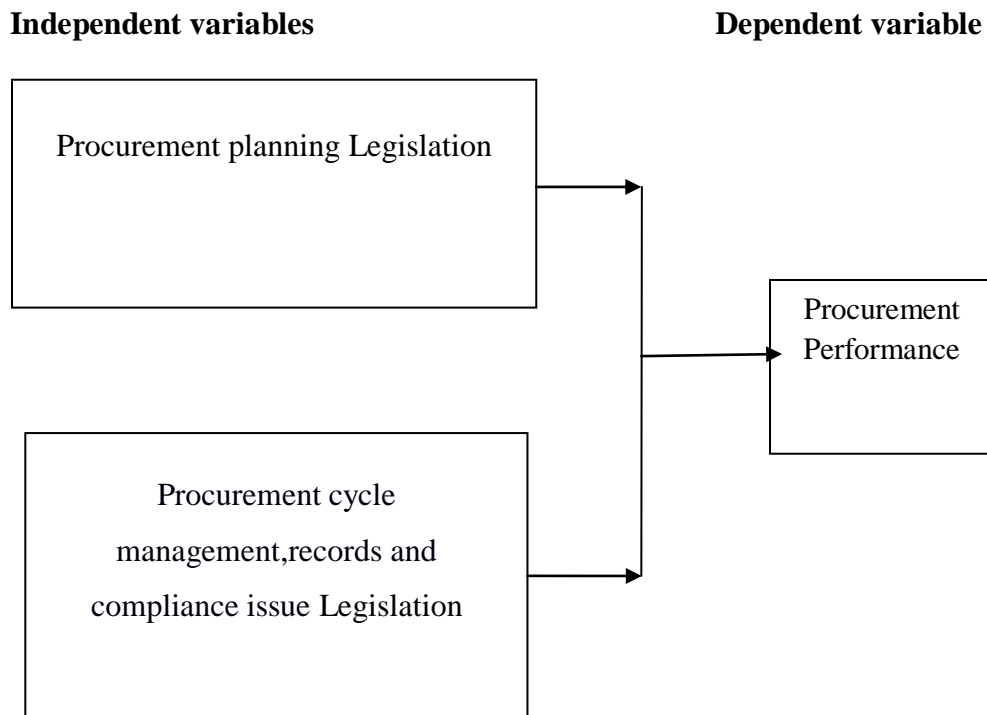 Independent variables
Dependent variable
Procurement planning Legislation
Procurement
Performance
Procurement cycle
management,records and
compliance issue Legislation